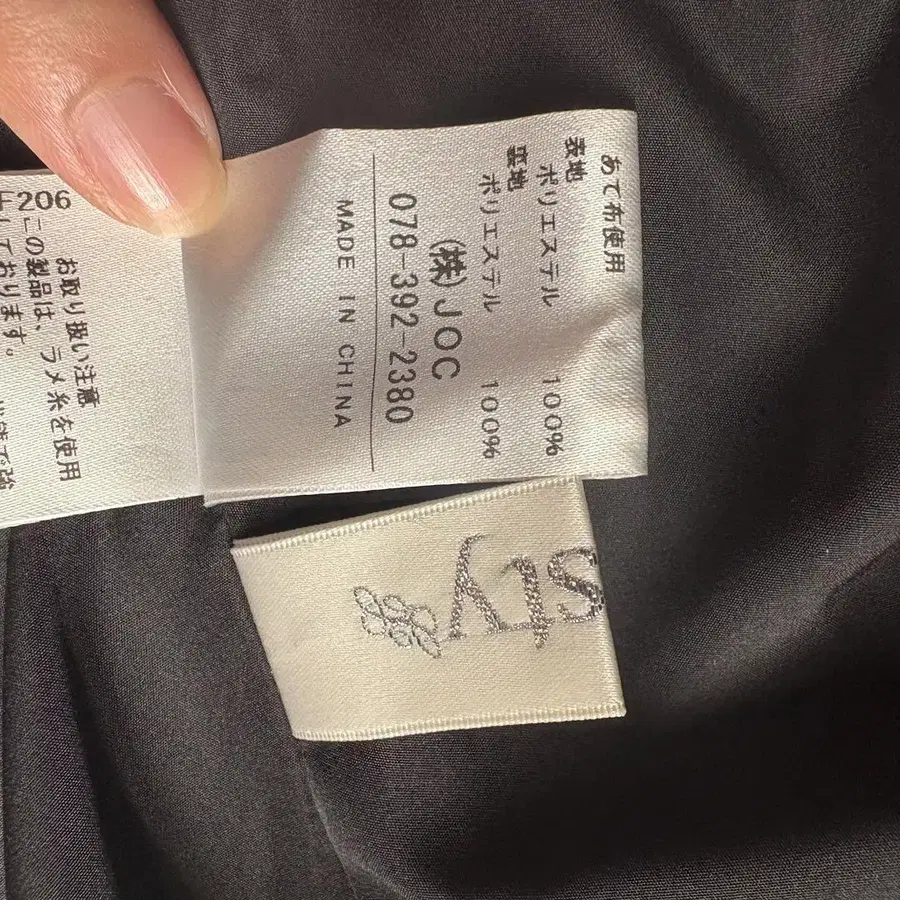 あて布使用
表地
ポリエステル 100%
裏地
ポリエステル 100%
(株)JOC
078-392-2380
MADE IN CHINA
F206
お取り扱い注意
この製品は、ラメ糸を使用
しております。
sty